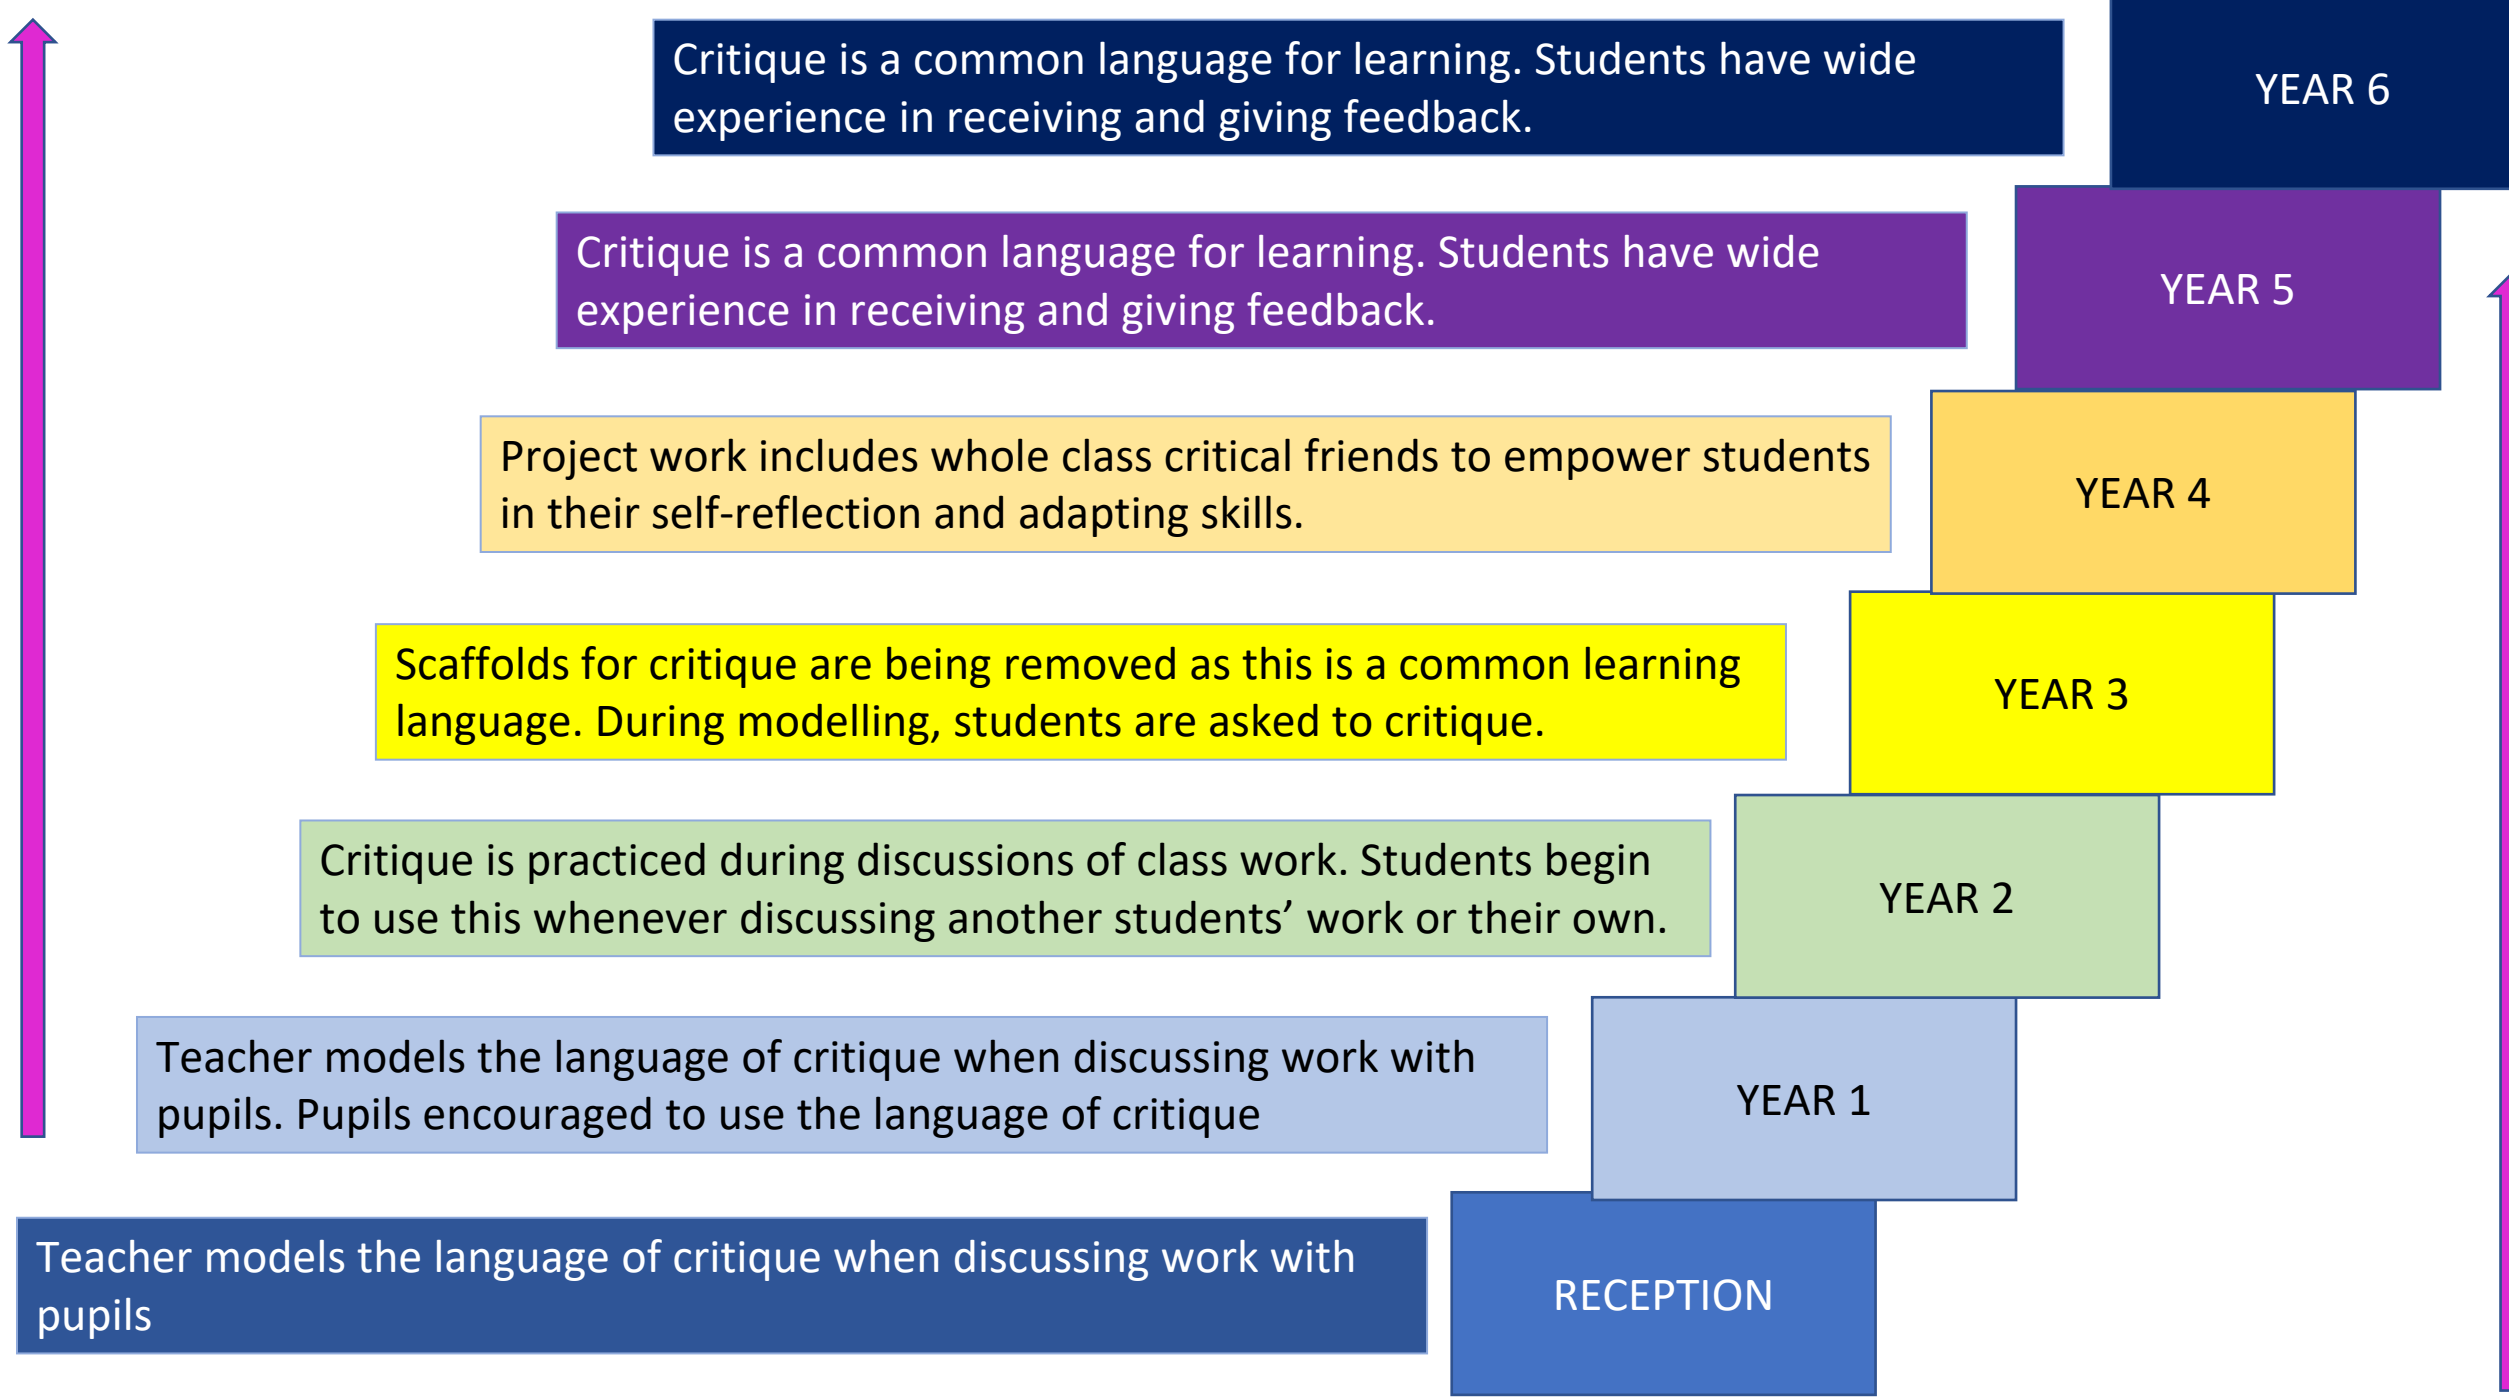 Critique is a common language for learning. Students have wide
experience in receiving and giving feedback.
YEAR 6
Critique is a common language for learning. Students have wide
experience in receiving and giving feedback.
YEAR 5
Project work includes whole class critical friends to empower students
in their self-reflection and adapting skills.
YEAR 4
Scaffolds for critique are being removed as this is a common learning
language. During modelling, students are asked to critique.
YEAR 3
Critique is practiced during discussions of class work. Students begin
to use this whenever discussing another students’ work or their own.
YEAR 2
Teacher models the language of critique when discussing work with
pupils. Pupils encouraged to use the language of critique
YEAR 1
Teacher models the language of critique when discussing work with
pupils
RECEPTION